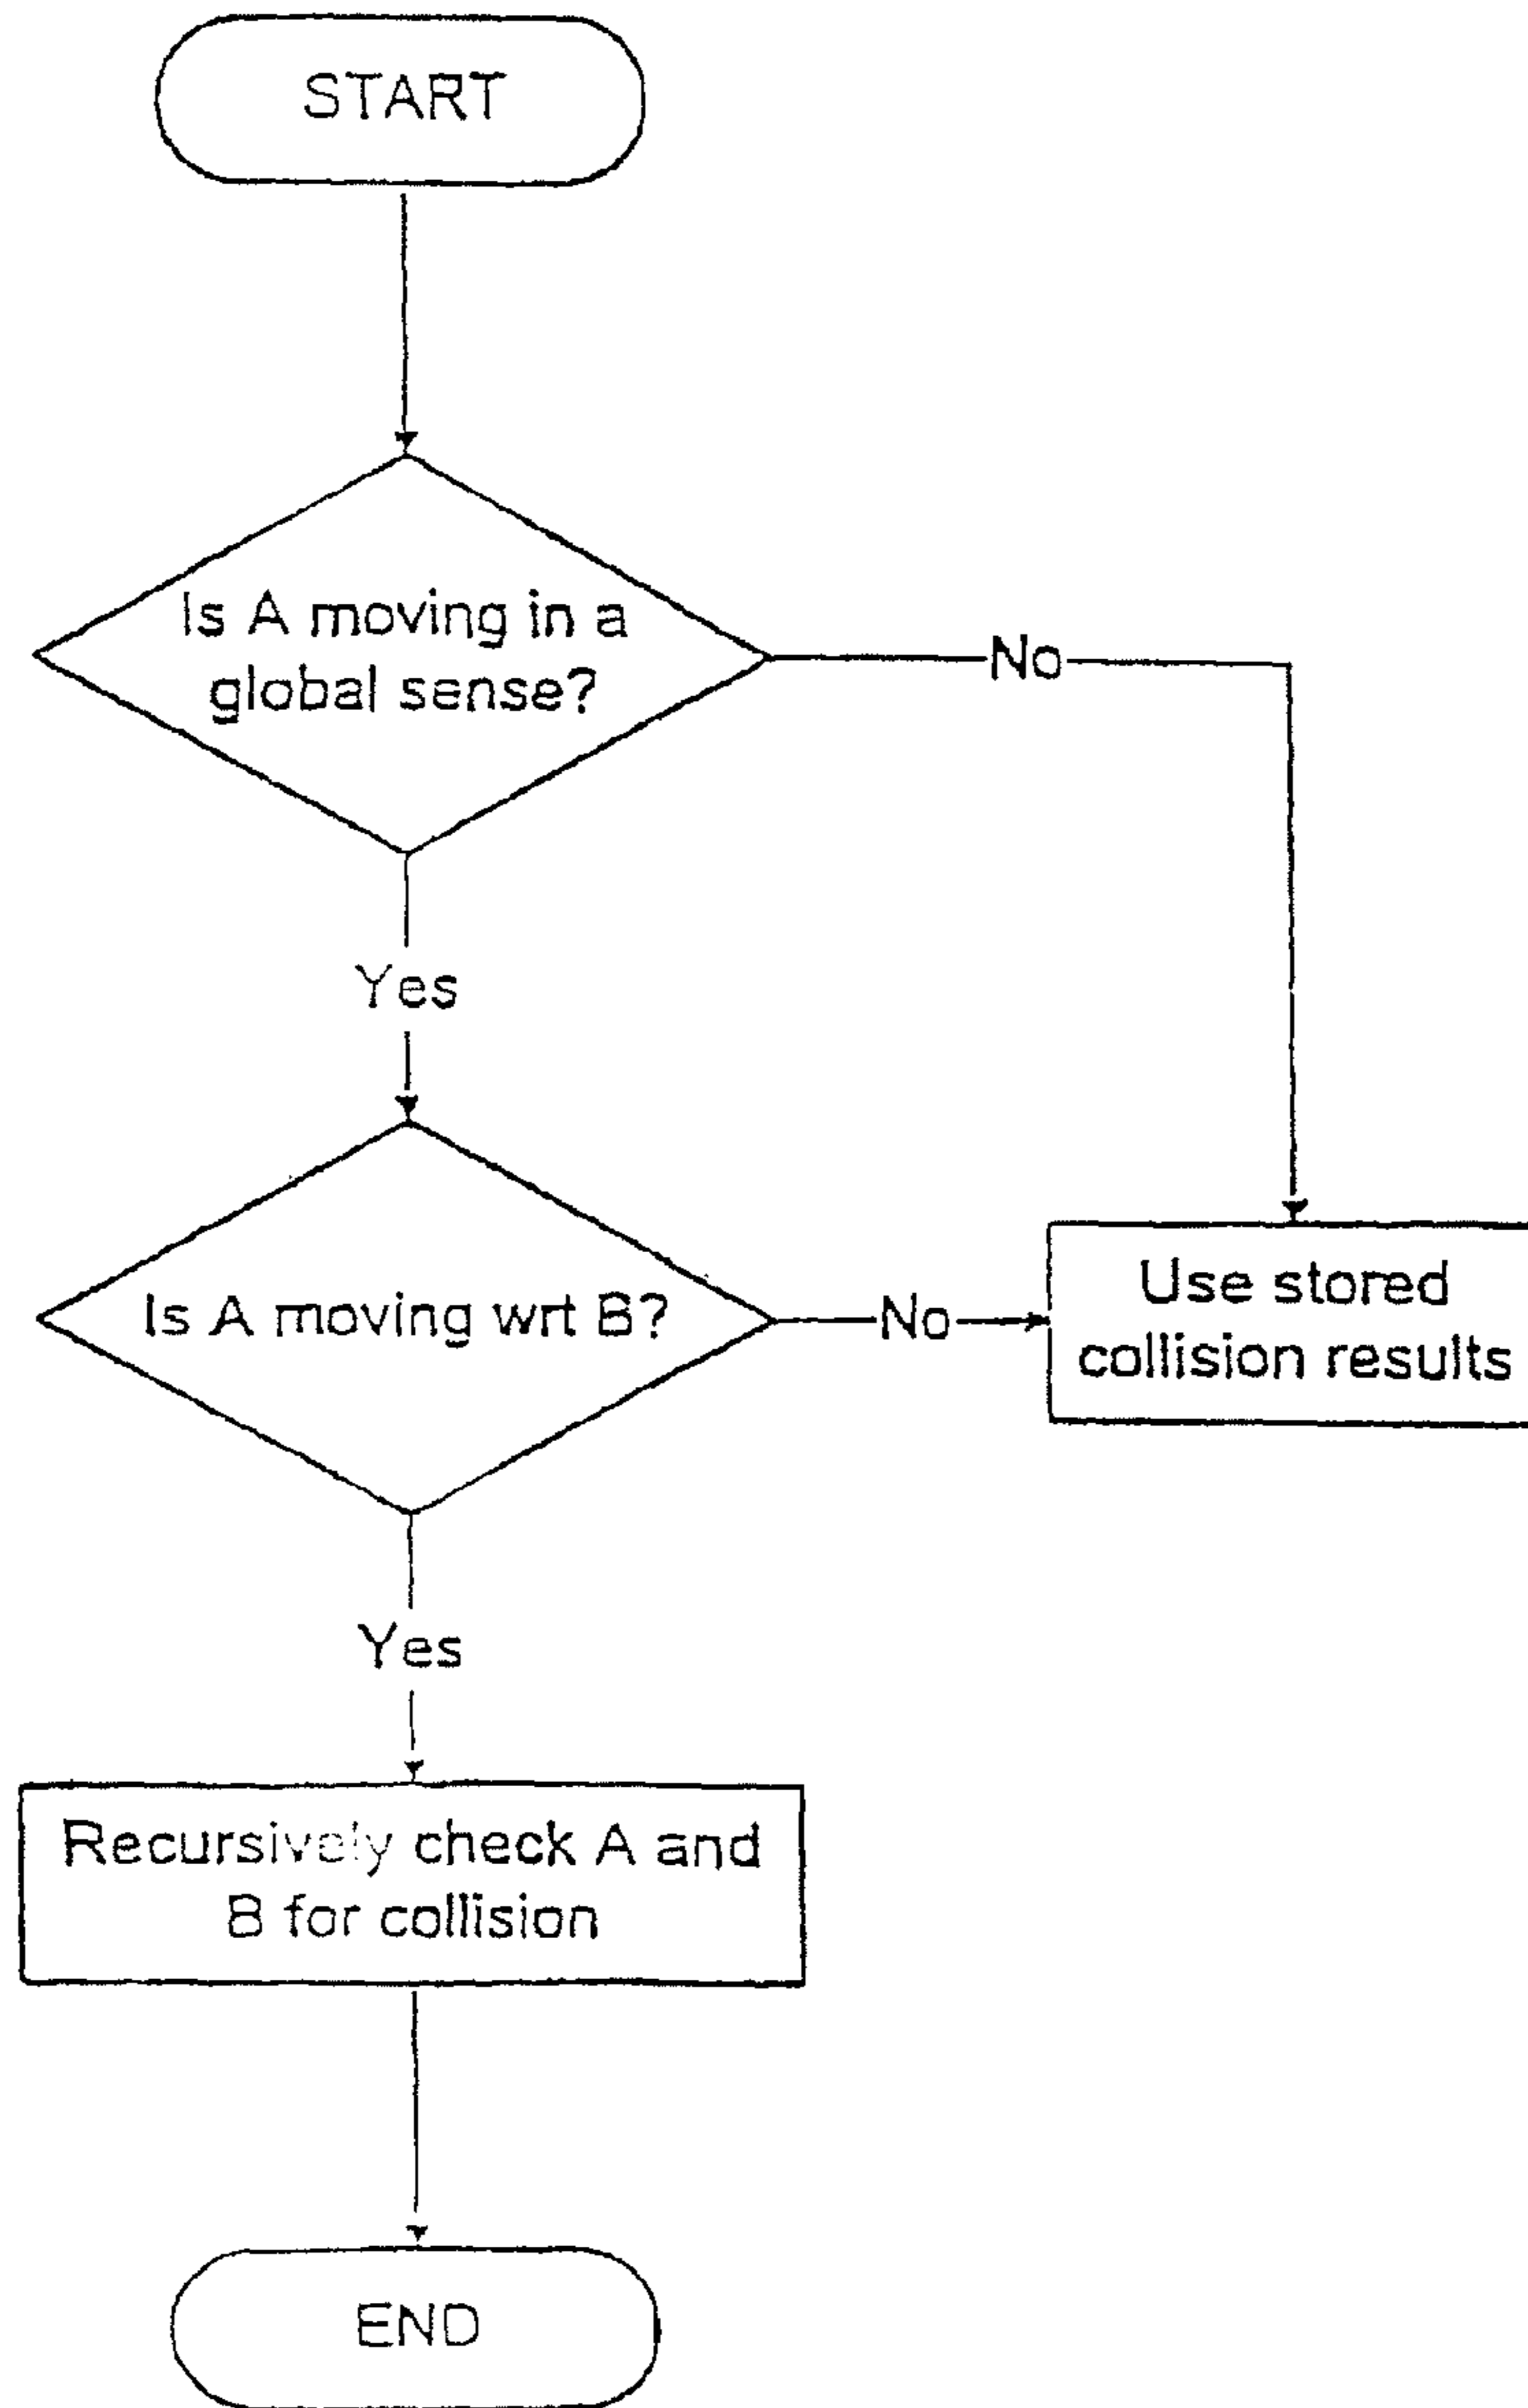 START
Is A moving in a
global sense?
No
Yes
Is A moving wrt B?
No
Use stored
collision results
Yes
Recursively check A and
B for collision
END